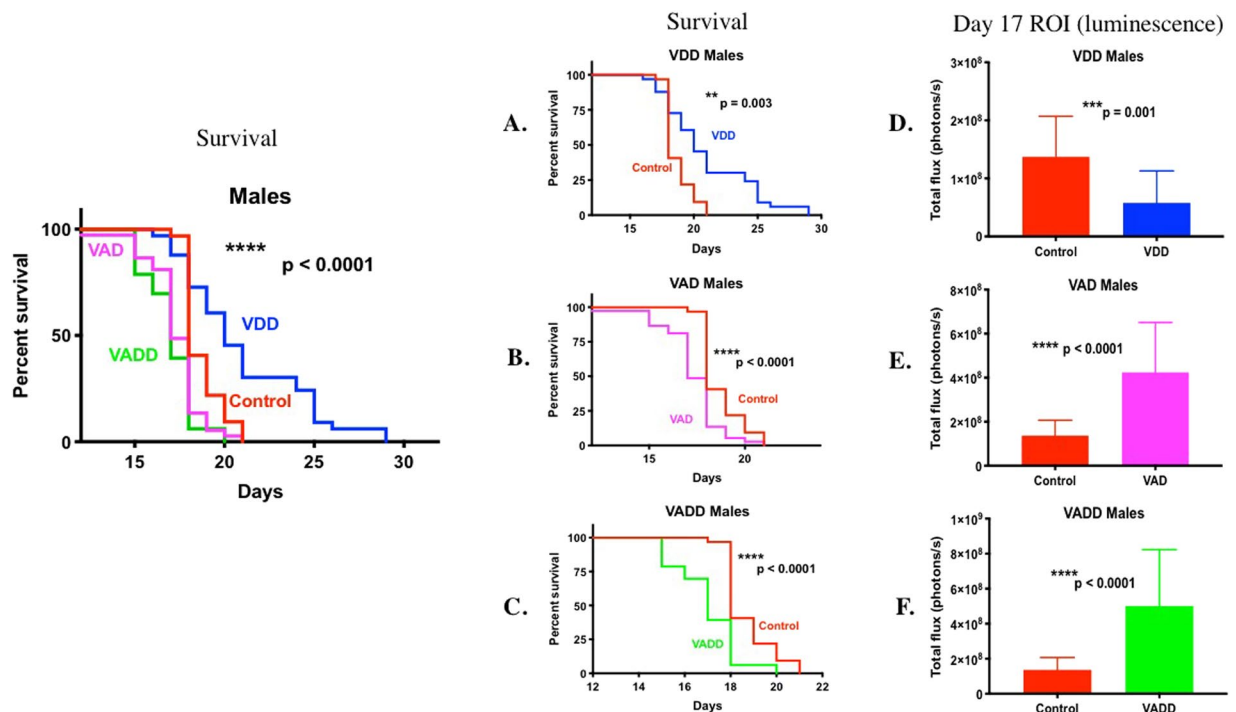 Survival
Males
100
50
0
15
20
25
30
Percent survival
Days
VAD
VADD
VDD
Control
****
p < 0.0001
Survival
A.
VDD Males
100
75
50
25
0
15
20
25
30
Percent survival
Days
**
p = 0.003
VDD
Control
B.
VAD Males
100
75
50
25
0
15
20
Percent survival
Days
****
p < 0.0001
Control
VAD
C.
VADD Males
100
75
50
25
0
12
14
16
18
20
22
Percent survival
Days
****
p < 0.0001
Control
VADD
Day 17 ROI (luminescence)
D.
VDD Males
3×10⁸
2×10⁸
1×10⁸
0
Total flux (photons/s)
***
p = 0.001
Control
VDD
E.
VAD Males
8×10⁸
6×10⁸
4×10⁸
2×10⁸
0
Total flux (photons/s)
**** p < 0.0001
Control
VAD
F.
VADD Males
1×10⁹
8×10⁸
6×10⁸
4×10⁸
2×10⁸
0
Total flux (photons/s)
****
p < 0.0001
Control
VADD